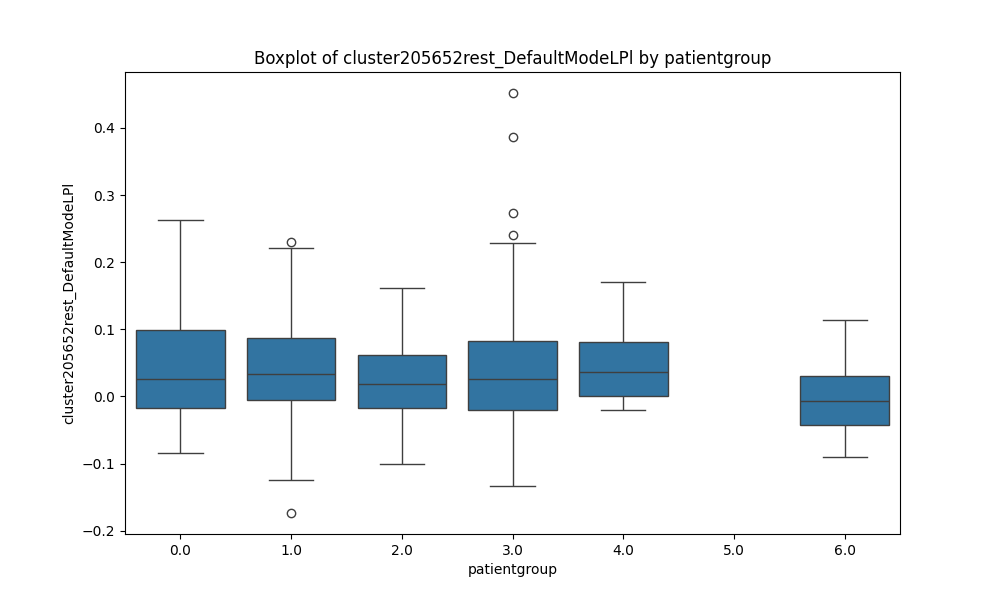 Boxplot of cluster205652rest_DefaultModeLPl by patientgroup
cluster205652rest_DefaultModeLPl
0.4
0.3
0.2
0.1
0.0
−0.1
−0.2
0.0 1.0 2.0 3.0 4.0 5.0 6.0
patientgroup